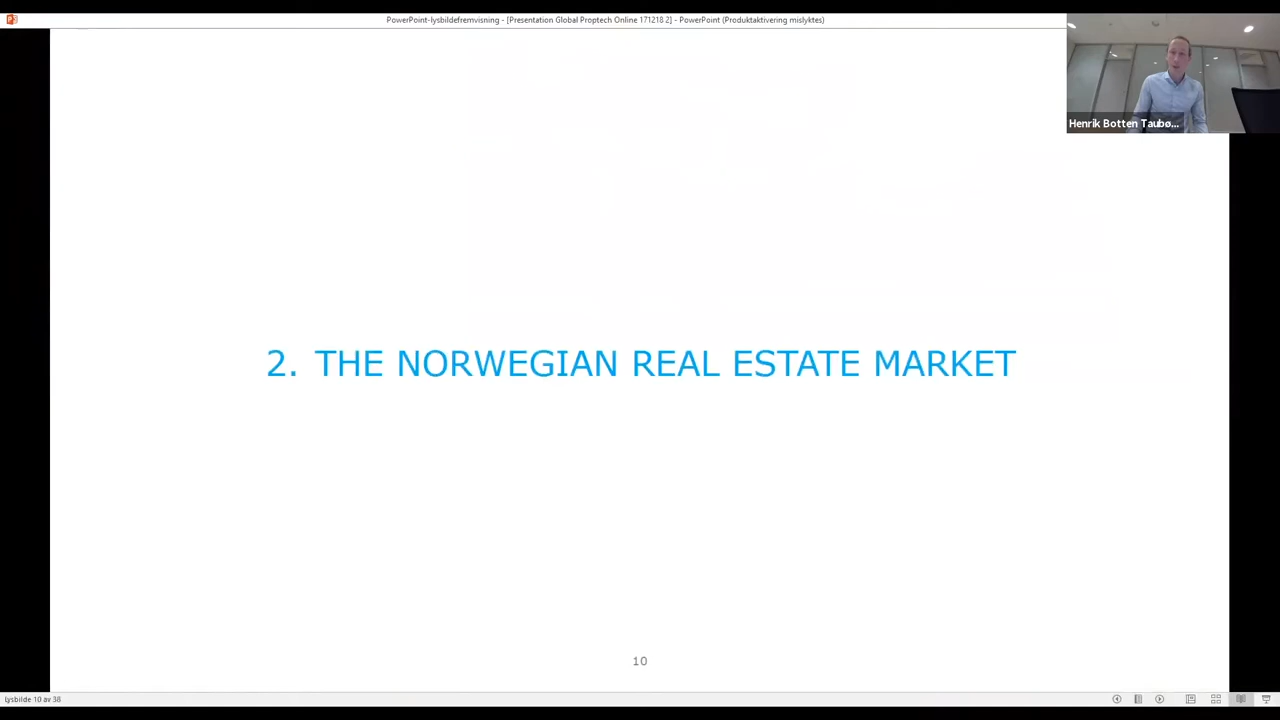 PowerPoint-lysbildefremvisning - [Presentation Global Proptech Online 171218 2] - PowerPoint (Produktaktivering mislyktes)
Henrik Botten Taubø...
2. THE NORWEGIAN REAL ESTATE MARKET
10
Lysbilde 10 av 38